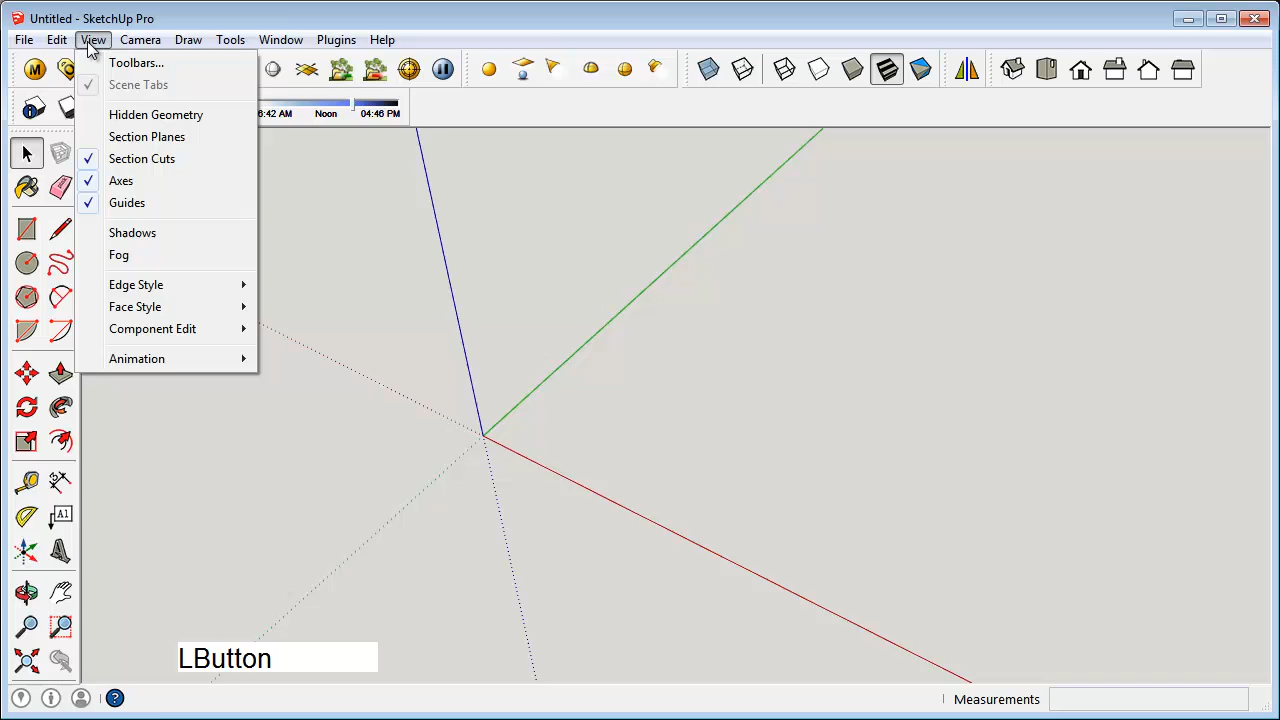 Untitled - SketchUp Pro
File Edit View Camera Draw Tools Window Plugins Help
M
6:42 AM Noon 04:46 PM
Toolbars...
Scene Tabs
Hidden Geometry
Section Planes
Section Cuts
Axes
Guides
Shadows
Fog
Edge Style
Face Style
Component Edit
Animation
A1
LButton
Measurements